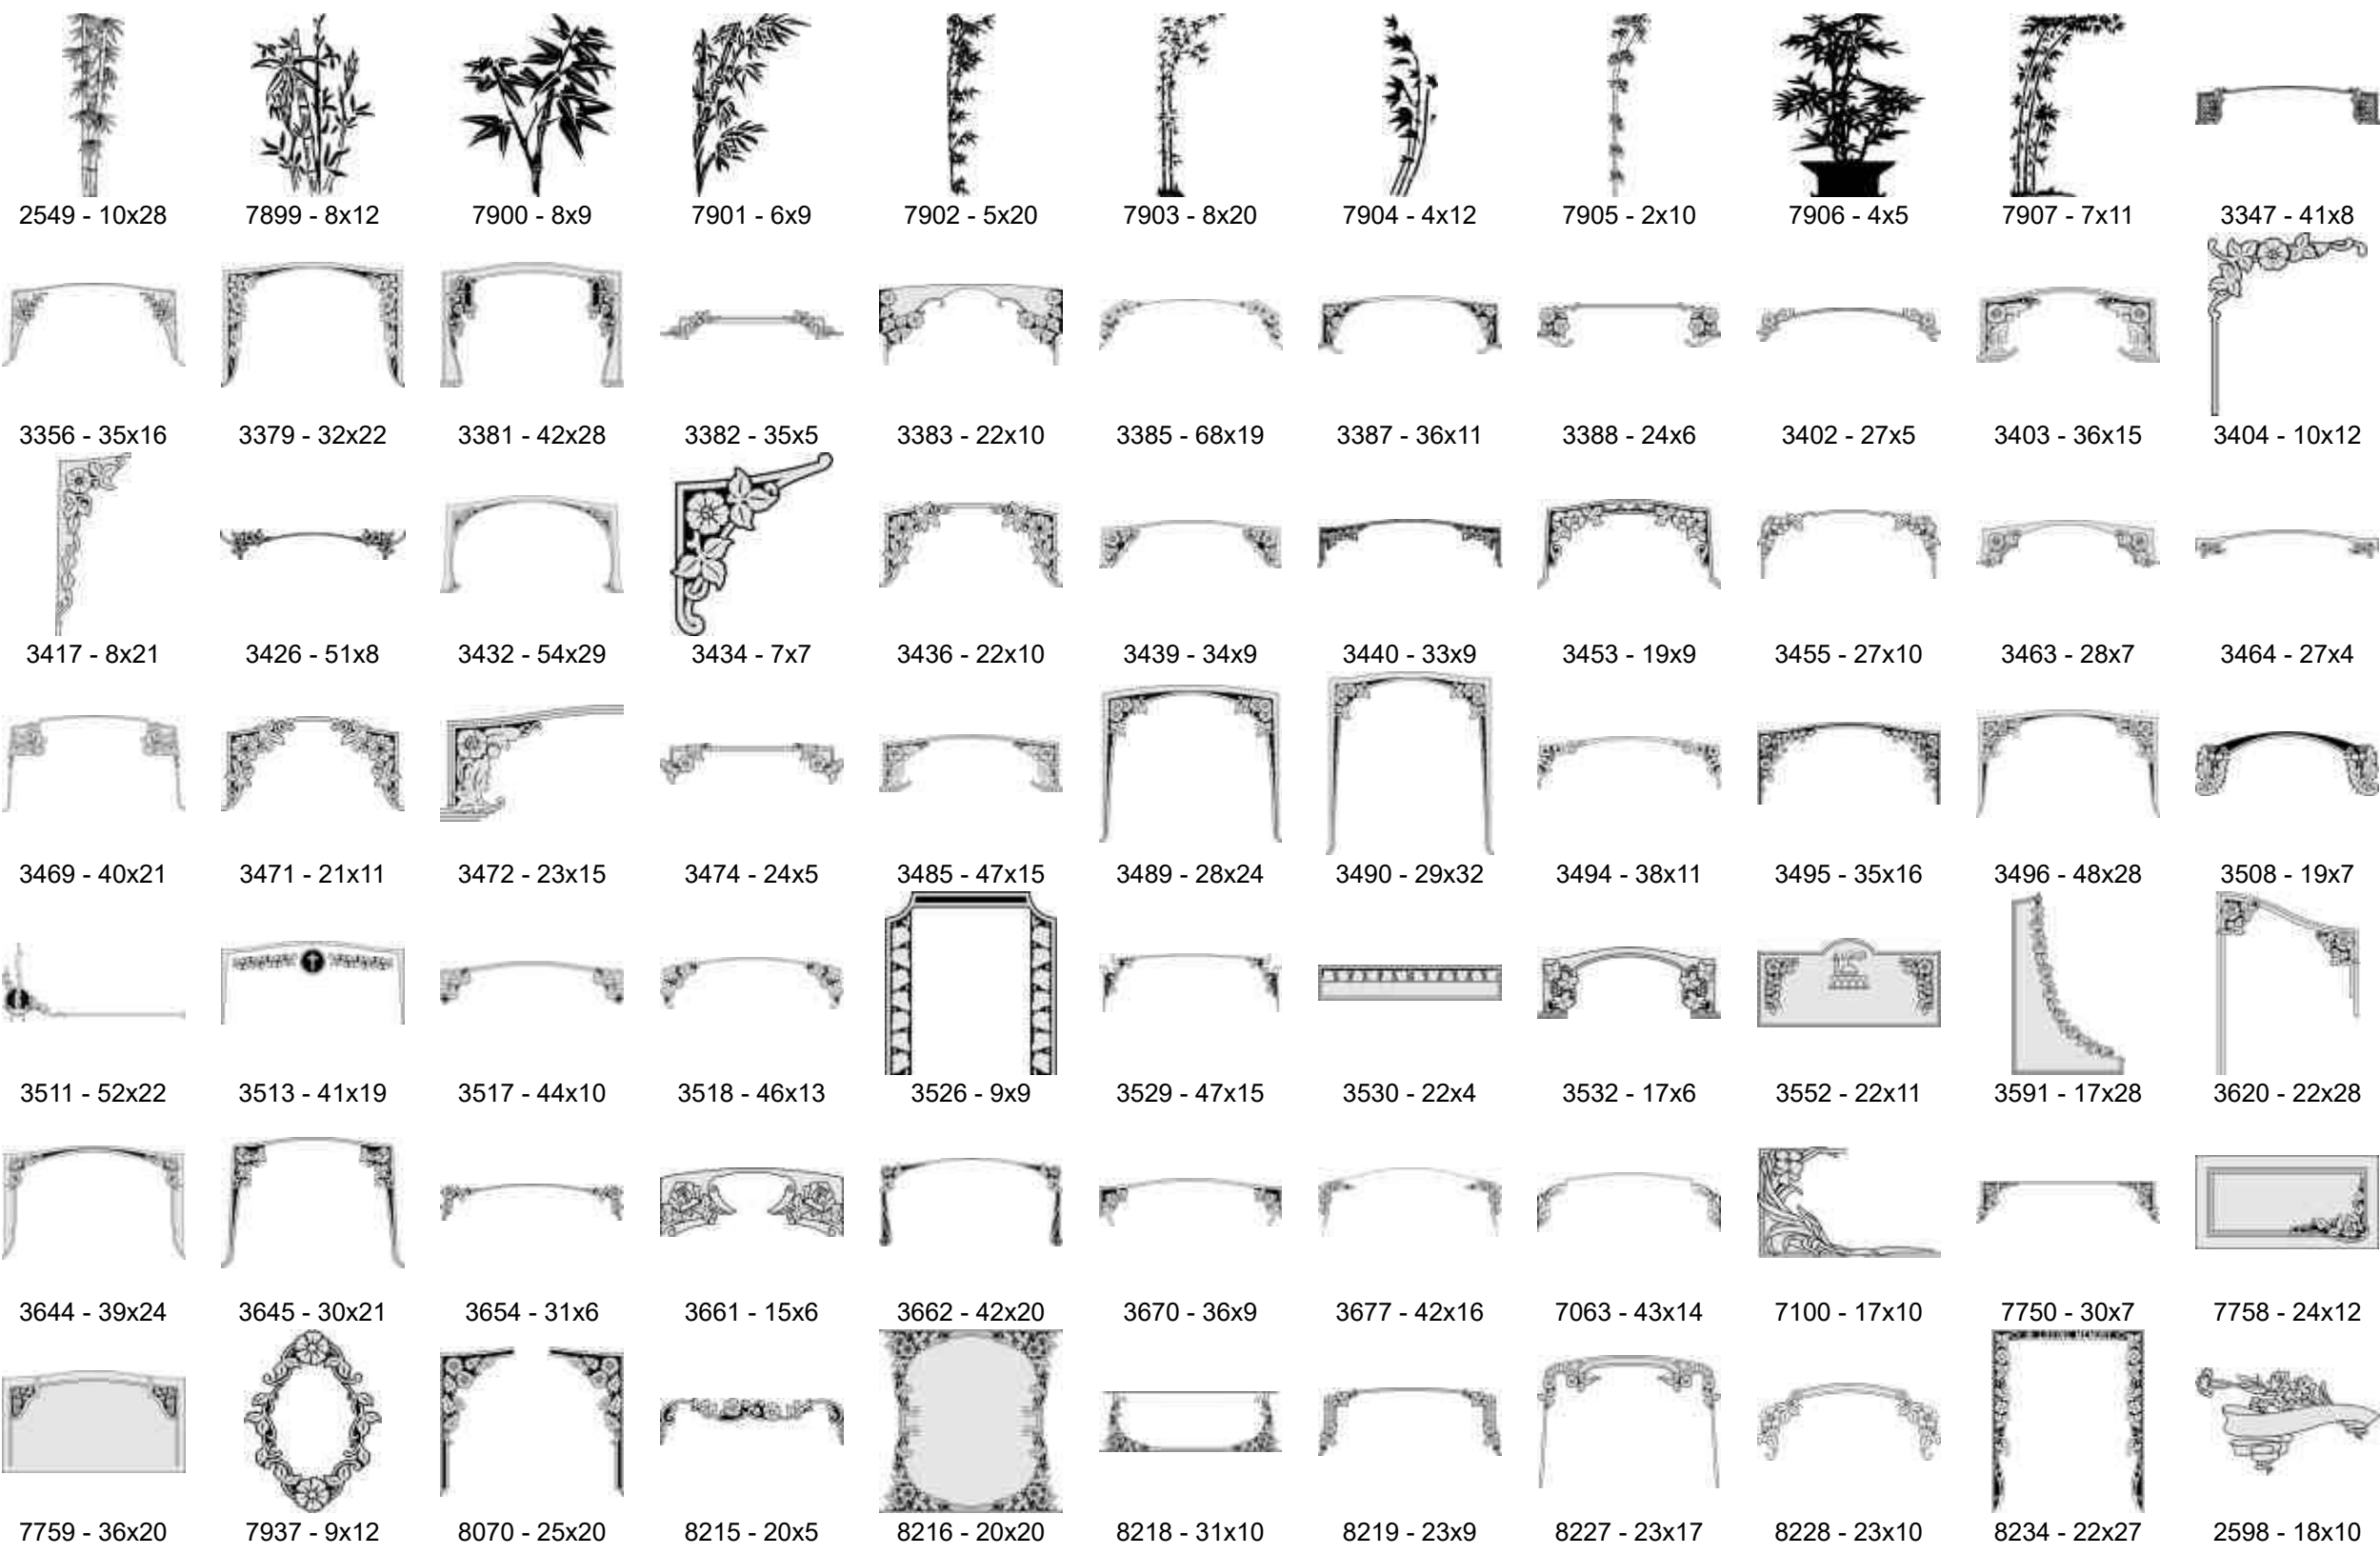 2549 - 10x28 7899 - 8x12 7900 - 8x9 7901 - 6x9 7902 - 5x20 7903 - 8x20 7904 - 4x12 7905 - 2x10 7906 - 4x5 7907 - 7x11 3347 - 41x8
3356 - 35x16 3379 - 32x22 3381 - 42x28 3382 - 35x5 3383 - 22x10 3385 - 68x19 3387 - 36x11 3388 - 24x6 3402 - 27x5 3403 - 36x15 3404 - 10x12
3417 - 8x21 3426 - 51x8 3432 - 54x29 3434 - 7x7 3436 - 22x10 3439 - 34x9 3440 - 33x9 3453 - 19x9 3455 - 27x10 3463 - 28x7 3464 - 27x4
3469 - 40x21 3471 - 21x11 3472 - 23x15 3474 - 24x5 3485 - 47x15 3489 - 28x24 3490 - 29x32 3494 - 38x11 3495 - 35x16 3496 - 48x28 3508 - 19x7
3511 - 52x22 3513 - 41x19 3517 - 44x10 3518 - 46x13 3526 - 9x9 3529 - 47x15 3530 - 22x4 3532 - 17x6 3552 - 22x11 3591 - 17x28 3620 - 22x28
3644 - 39x24 3645 - 30x21 3654 - 31x6 3661 - 15x6 3662 - 42x20 3670 - 36x9 3677 - 42x16 7063 - 43x14 7100 - 17x10 7750 - 30x7 7758 - 24x12
IN LOVING MEMORY
7759 - 36x20 7937 - 9x12 8070 - 25x20 8215 - 20x5 8216 - 20x20 8218 - 31x10 8219 - 23x9 8227 - 23x17 8228 - 23x10 8234 - 22x27 2598 - 18x10